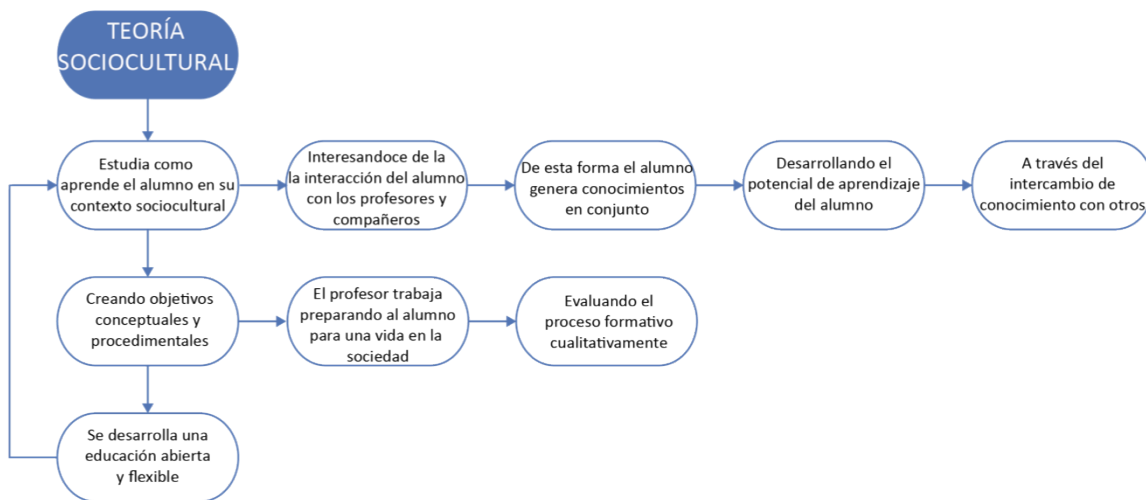 TEORÍA
SOCIOCULTURAL
Estudia como
aprende el alumno en su
contexto sociocultural
Interesandoce de la
la interacción del alumno
con los profesores y
compañeros
De esta forma el alumno
genera conocimientos
en conjunto
Desarrollando el
potencial de aprendizaje
del alumno
A través del
intercambio de
conocimiento con otros
Creando objetivos
conceptuales y
procedimentales
El profesor trabaja
preparando al alumno
para una vida en la
sociedad
Evaluando el
proceso formativo
cualitativamente
Se desarrolla una
educación abierta
y flexible